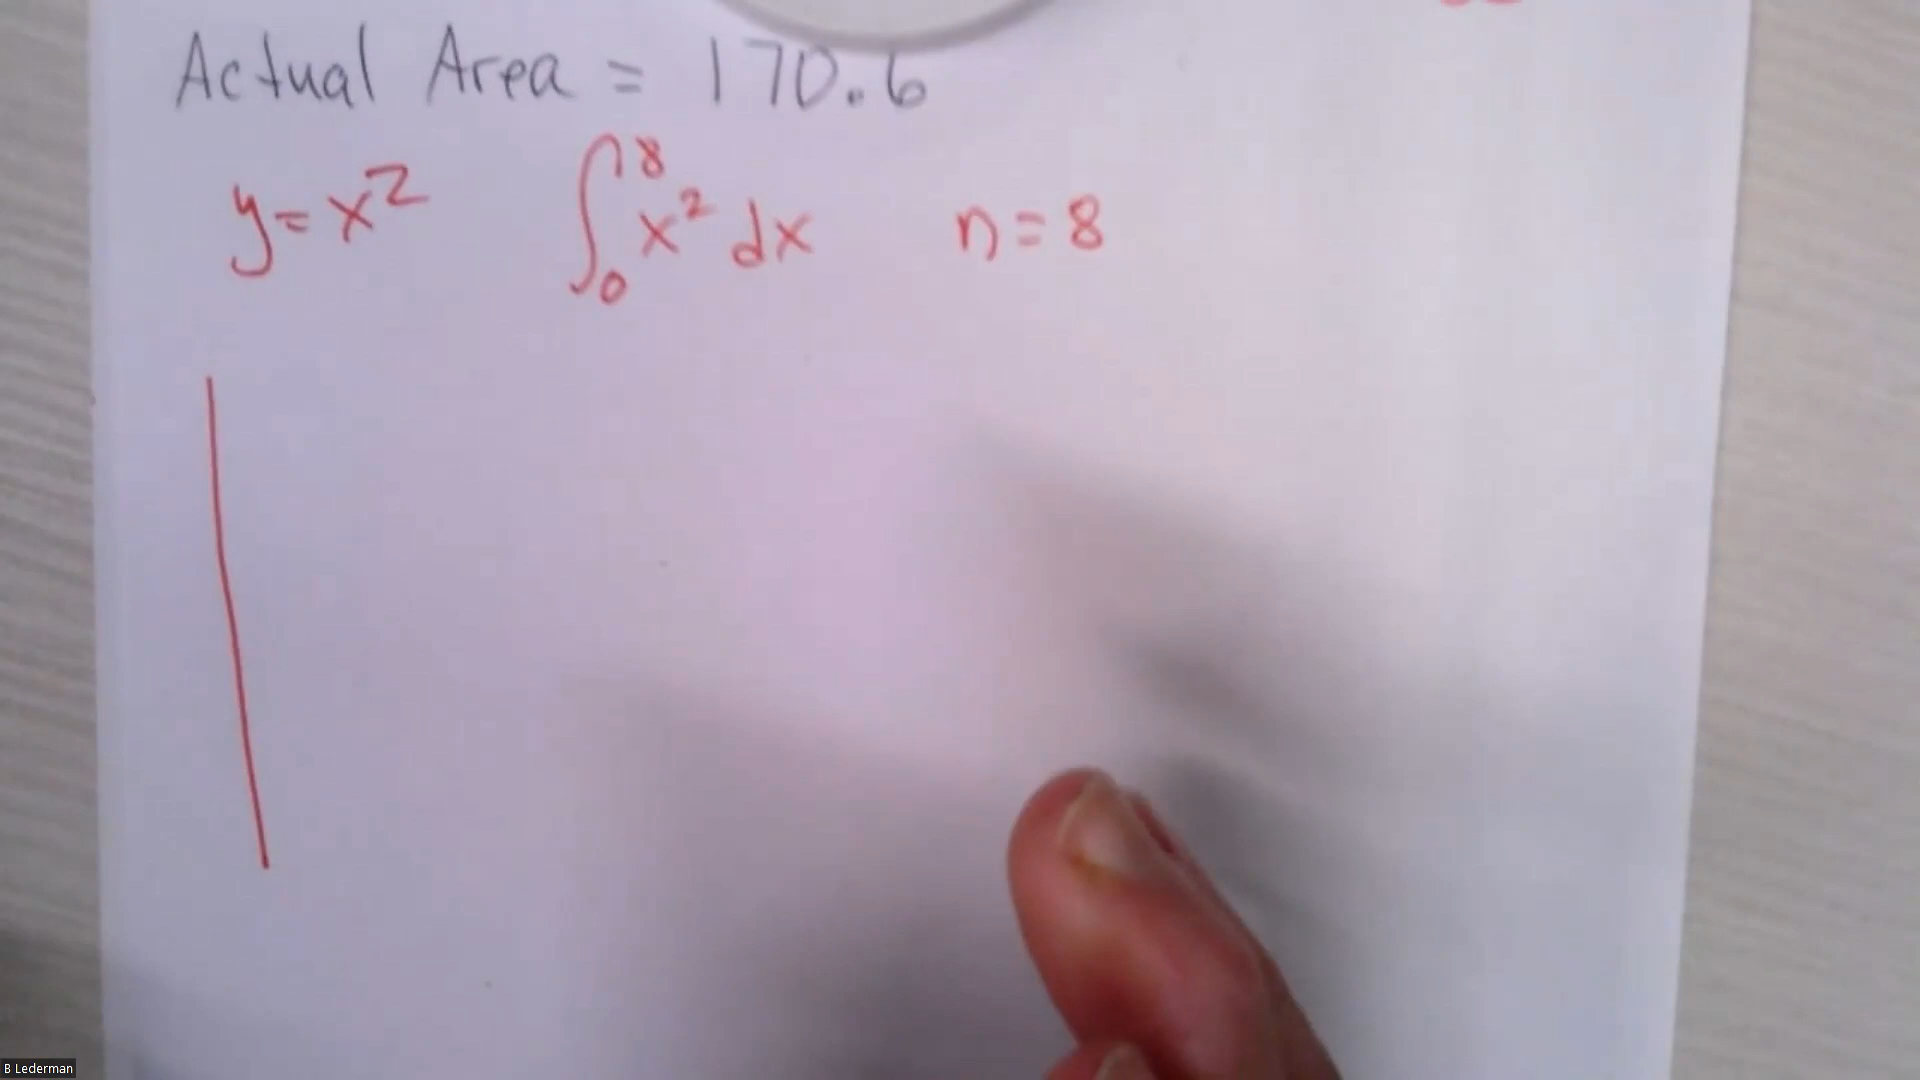 Actual Area = 170.6
y = x² ∫₀⁸ x² dx n = 8
B Lederman